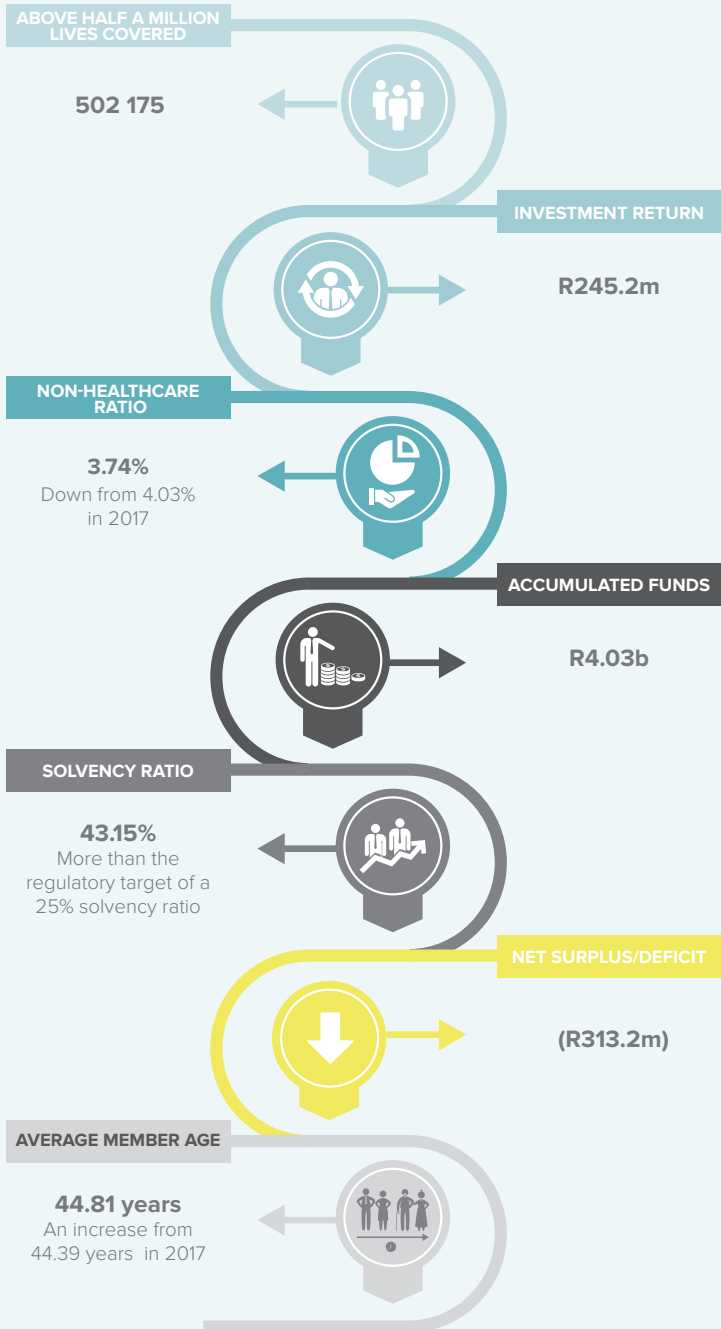 ABOVE HALF A MILLION
LIVES COVERED
502 175
INVESTMENT RETURN
R245.2m
NON-HEALTHCARE
RATIO
3.74%
Down from 4.03%
in 2017
ACCUMULATED FUNDS
R4.03b
SOLVENCY RATIO
43.15%
More than the
regulatory target of a
25% solvency ratio
NET SURPLUS/DEFICIT
(R313.2m)
AVERAGE MEMBER AGE
44.81 years
An increase from
44.39 years in 2017